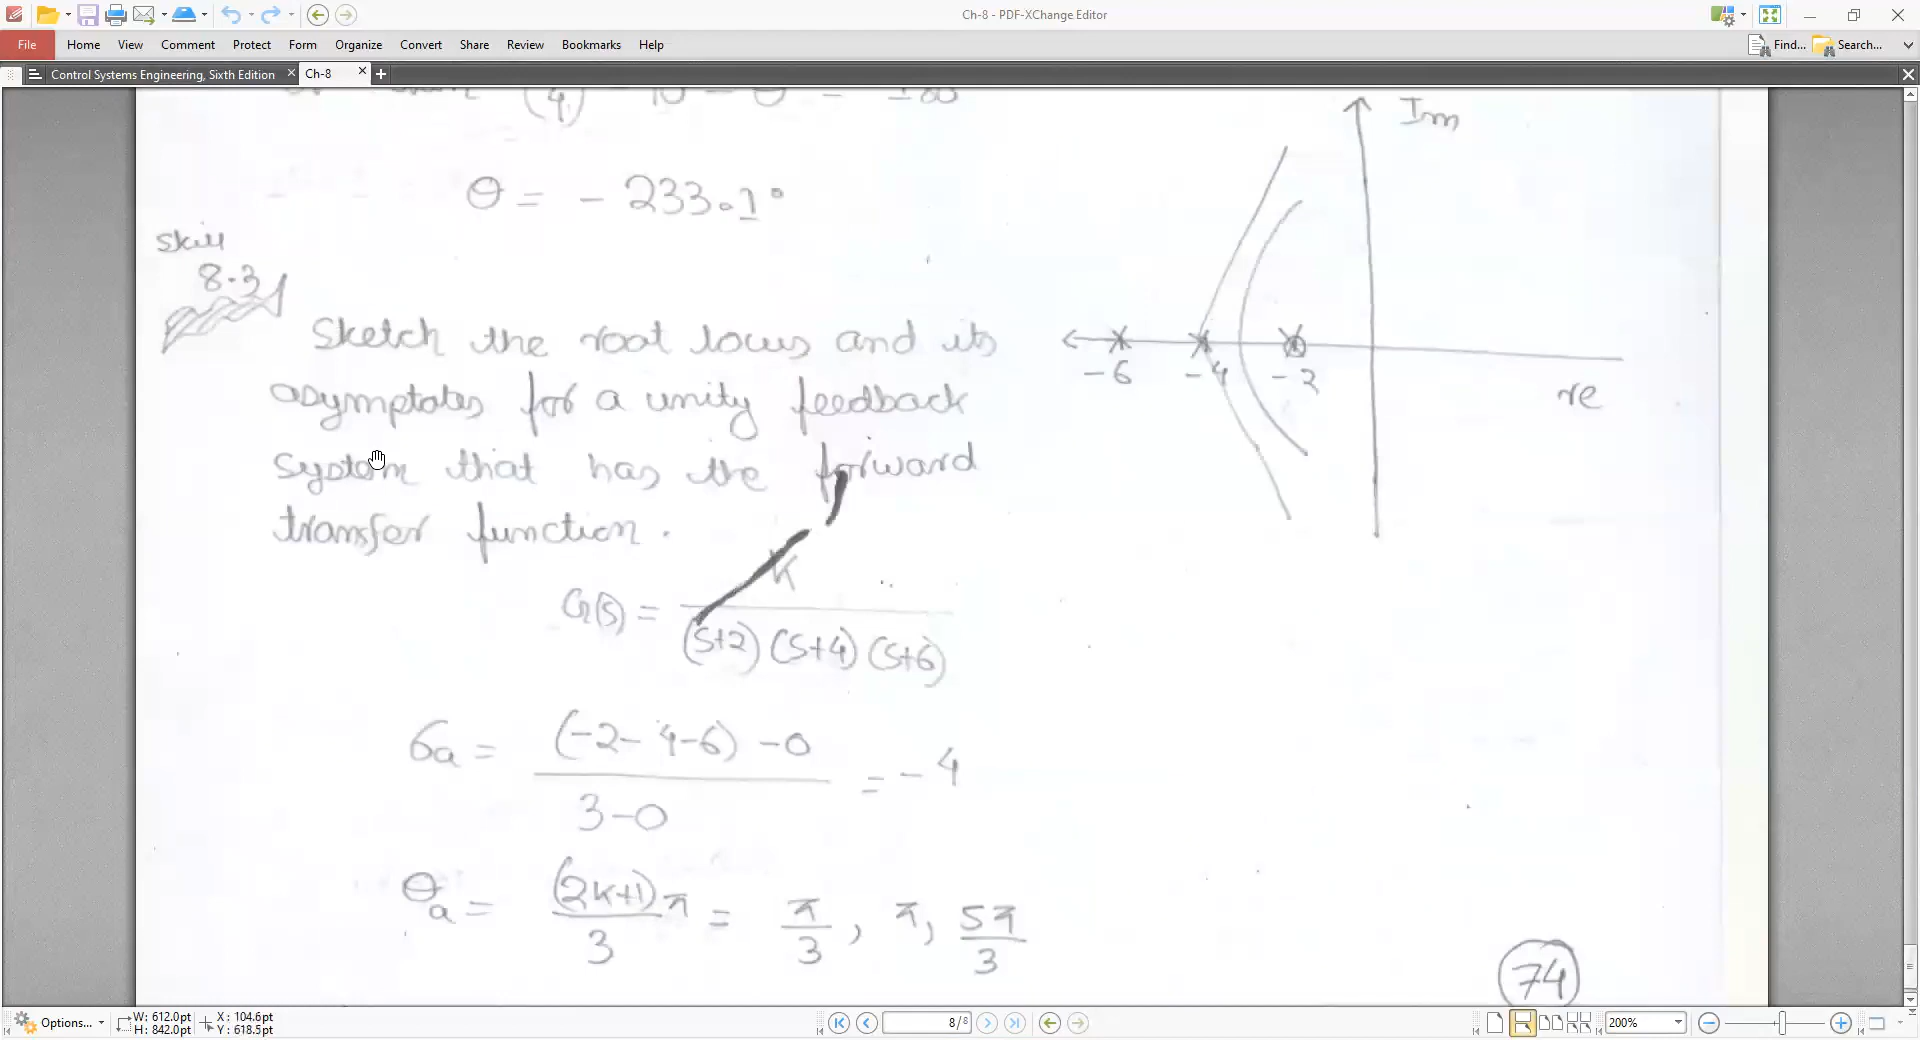 Ch-8 - PDF-XChange Editor
File Home View Comment Protect Form Organize Convert Share Review Bookmarks Help
Find... Search...
Control Systems Engineering, Sixth Edition Ch-8
θ = - 233.1°
Skill
8.3
Sketch the root locus and its
asymptotes for a unity feedback
system that has the forward
transfer function.
K
G(s) =
(s+2) (s+4) (s+6)
σa = (-2-4-6) -0
= -4
3-0
θa = (2K+1)π = π, π, 5π
3 3 3
Im
-6 -4 -2
re
74
Options...
W: 612.0pt
H: 842.0pt
X: 104.6pt
Y: 618.5pt
8/8
200%